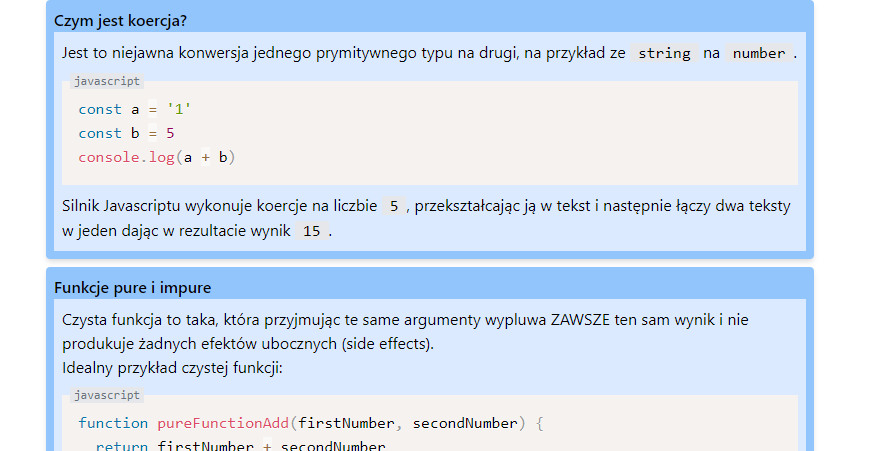 Czym jest koercja?
Jest to niejawna konwersja jednego prymitywnego typu na drugi, na przykład ze string na number .
javascript
const a = '1'
const b = 5
console.log(a + b)
Silnik Javascriptu wykonuje koercje na liczbie 5 , przekształcając ją w tekst i następnie łączy dwa teksty
w jeden dając w rezultacie wynik 15 .
Funkcje pure i impure
Czysta funkcja to taka, która przyjmując te same argumenty wypluwa ZAWSZE ten sam wynik i nie
produkuje żadnych efektów ubocznych (side effects).
Idealny przykład czystej funkcji:
javascript
function pureFunctionAdd(firstNumber, secondNumber) {
return firstNumber + secondNumber